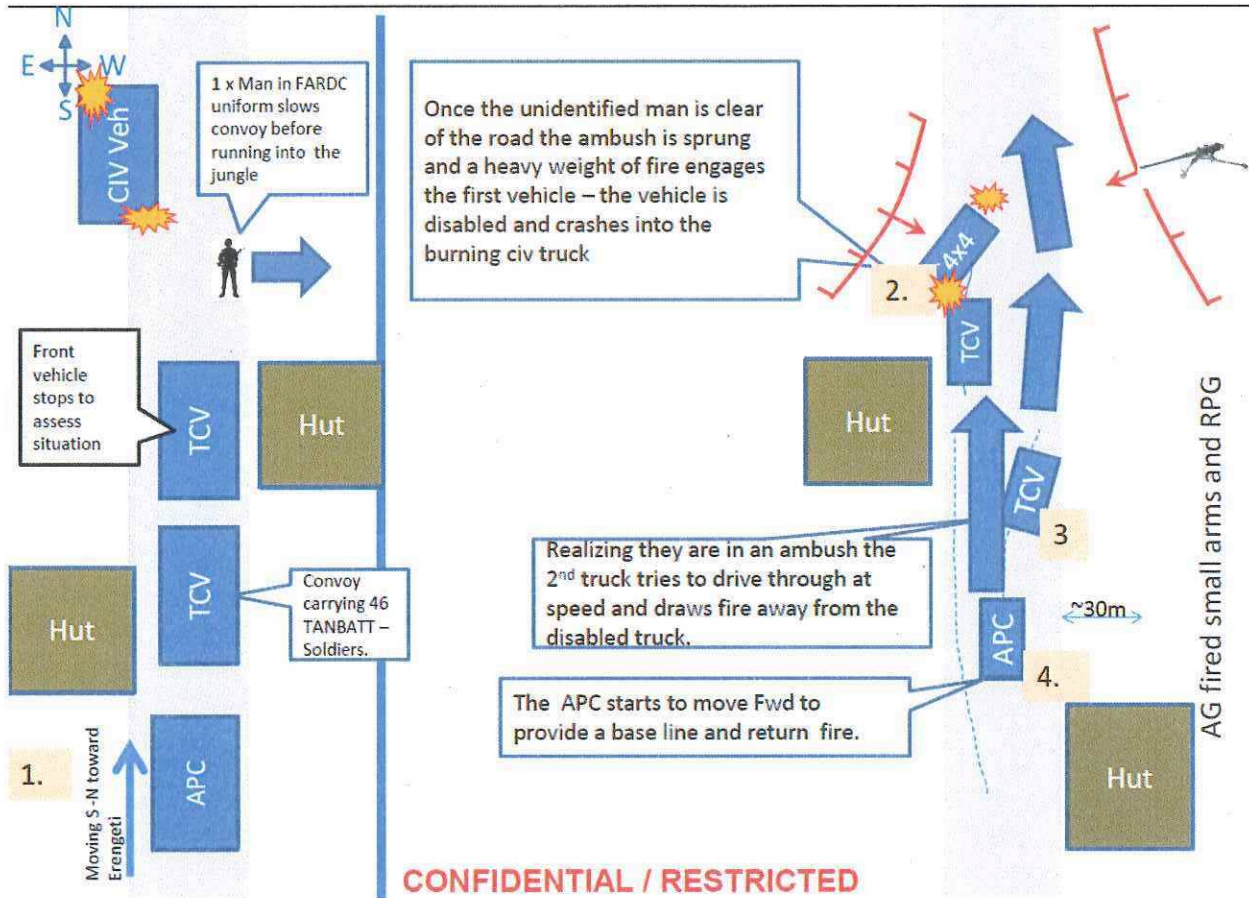 N
E W
S
CIV Veh
1 x Man in FARDC
uniform slows
convoy before
running into the
jungle
Front
vehicle
stops to
assess
situation
TCV
Hut
TCV
Convoy
carrying 46
TANBATT –
Soldiers.
Hut
1.
Moving S -N toward
Erengeti
APC
Once the unidentified man is clear
of the road the ambush is sprung
and a heavy weight of fire engages
the first vehicle – the vehicle is
disabled and crashes into the
burning civ truck
4x4
2.
TCV
Hut
TCV
3
Realizing they are in an ambush the
2nd truck tries to drive through at
speed and draws fire away from the
disabled truck.
~30m
APC
4.
The APC starts to move Fwd to
provide a base line and return fire.
Hut
AG fired small arms and RPG
CONFIDENTIAL / RESTRICTED